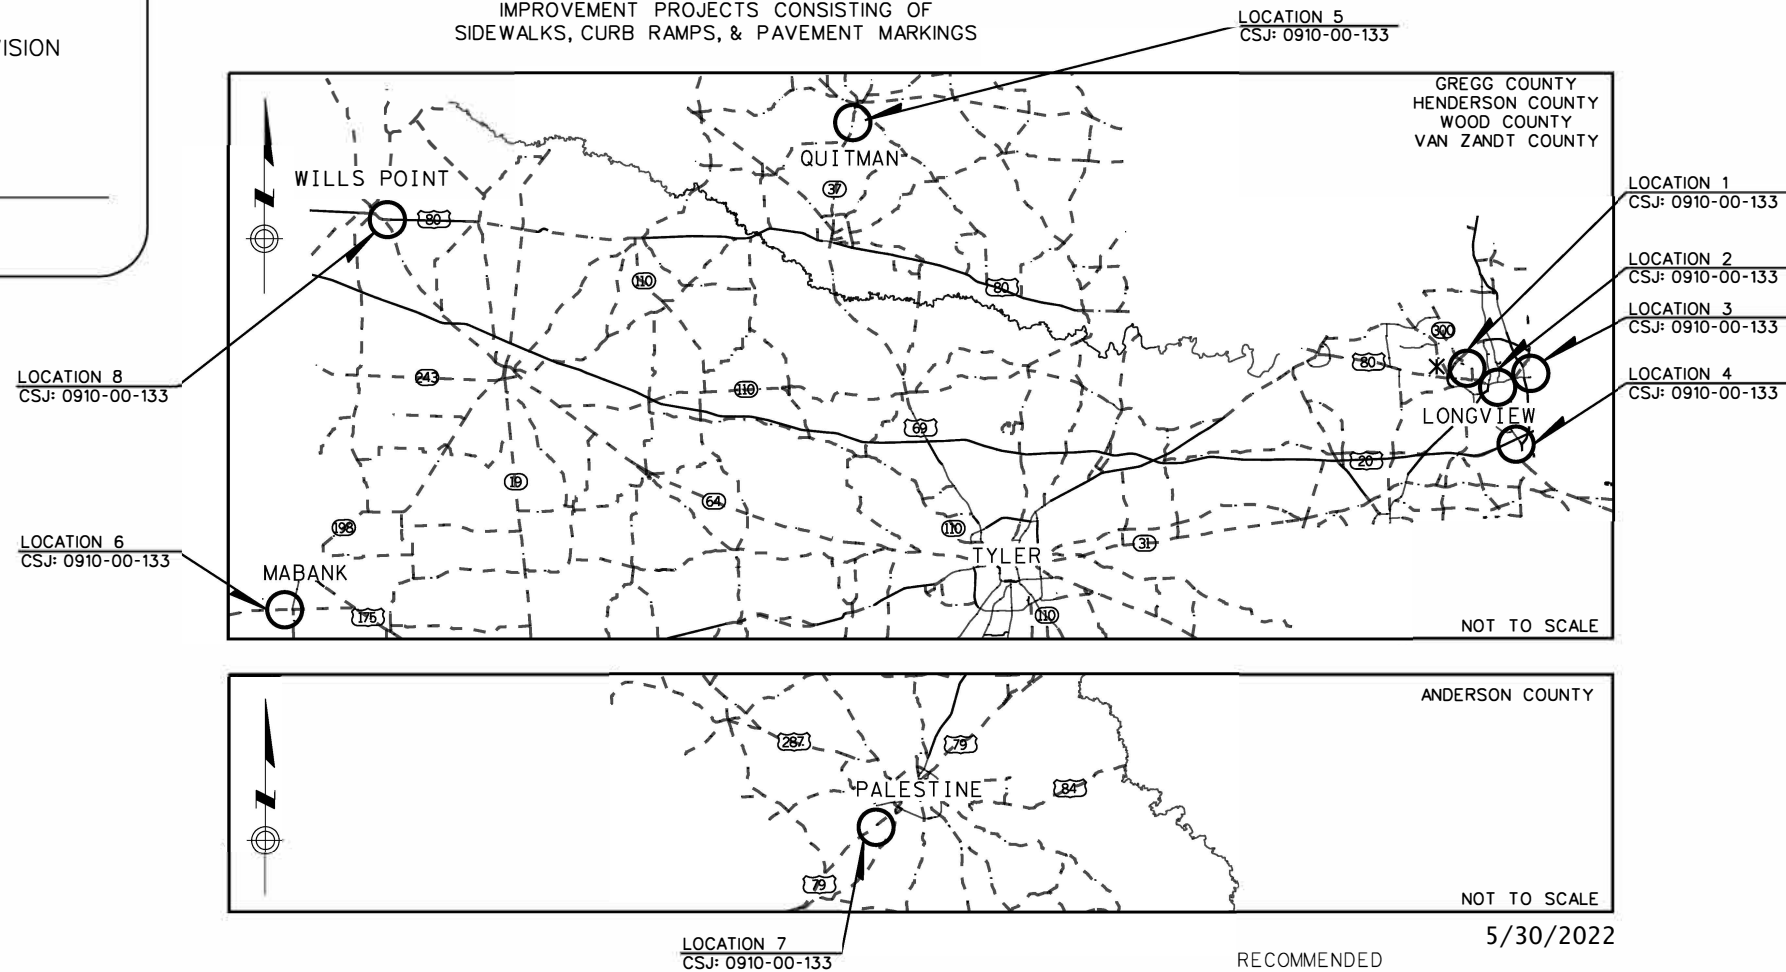 IMPROVEMENT PROJECTS CONSISTING OF
SIDEWALKS, CURB RAMPS, & PAVEMENT MARKINGS
LOCATION 5
CSJ: 0910-00-133
GREGG COUNTY
HENDERSON COUNTY
WOOD COUNTY
VAN ZANDT COUNTY
QUITMAN
37
WILLS POINT
80
N
LOCATION 1
CSJ: 0910-00-133
LOCATION 2
CSJ: 0910-00-133
LOCATION 3
CSJ: 0910-00-133
LOCATION 4
CSJ: 0910-00-133
110
80
300
80
LOCATION 8
CSJ: 0910-00-133
243
110
69
LONGVIEW
20
19
64
198
110
31
TYLER
LOCATION 6
CSJ: 0910-00-133
MABANK
175
110
NOT TO SCALE
ANDERSON COUNTY
287
79
PALESTINE
84
N
79
NOT TO SCALE
LOCATION 7
CSJ: 0910-00-133
5/30/2022
RECOMMENDED